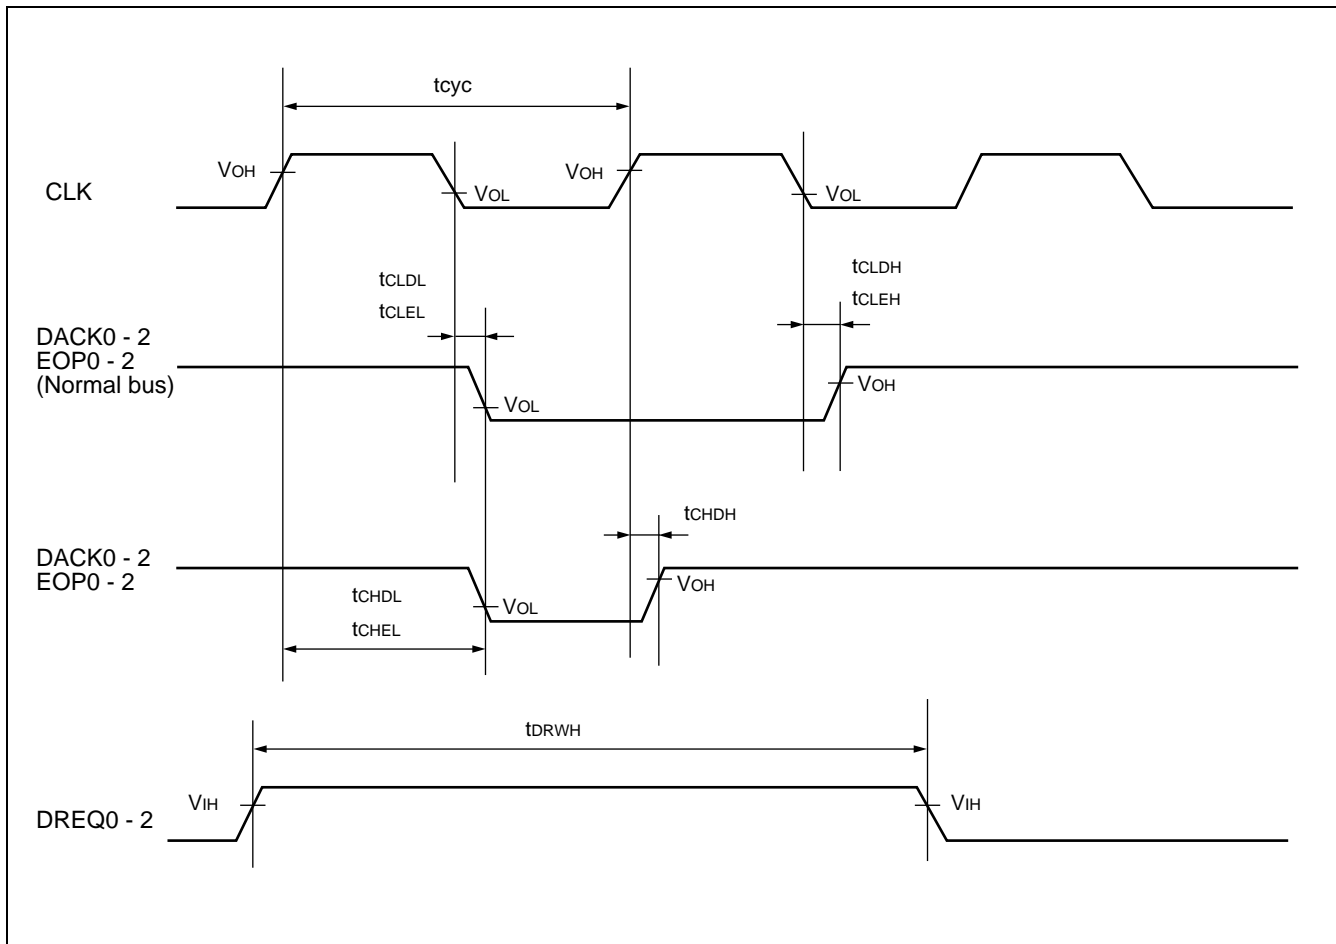 tcyc
VOH
VOH
CLK
VOL
VOL
tCLDL
tCLEL
tCLDH
tCLEH
DACK0 - 2
EOP0 - 2
(Normal bus)
VOL
VOH
tCHDH
DACK0 - 2
EOP0 - 2
VOH
tCHDL
tCHEL
VOL
tDRWH
VIH
VIH
DREQ0 - 2